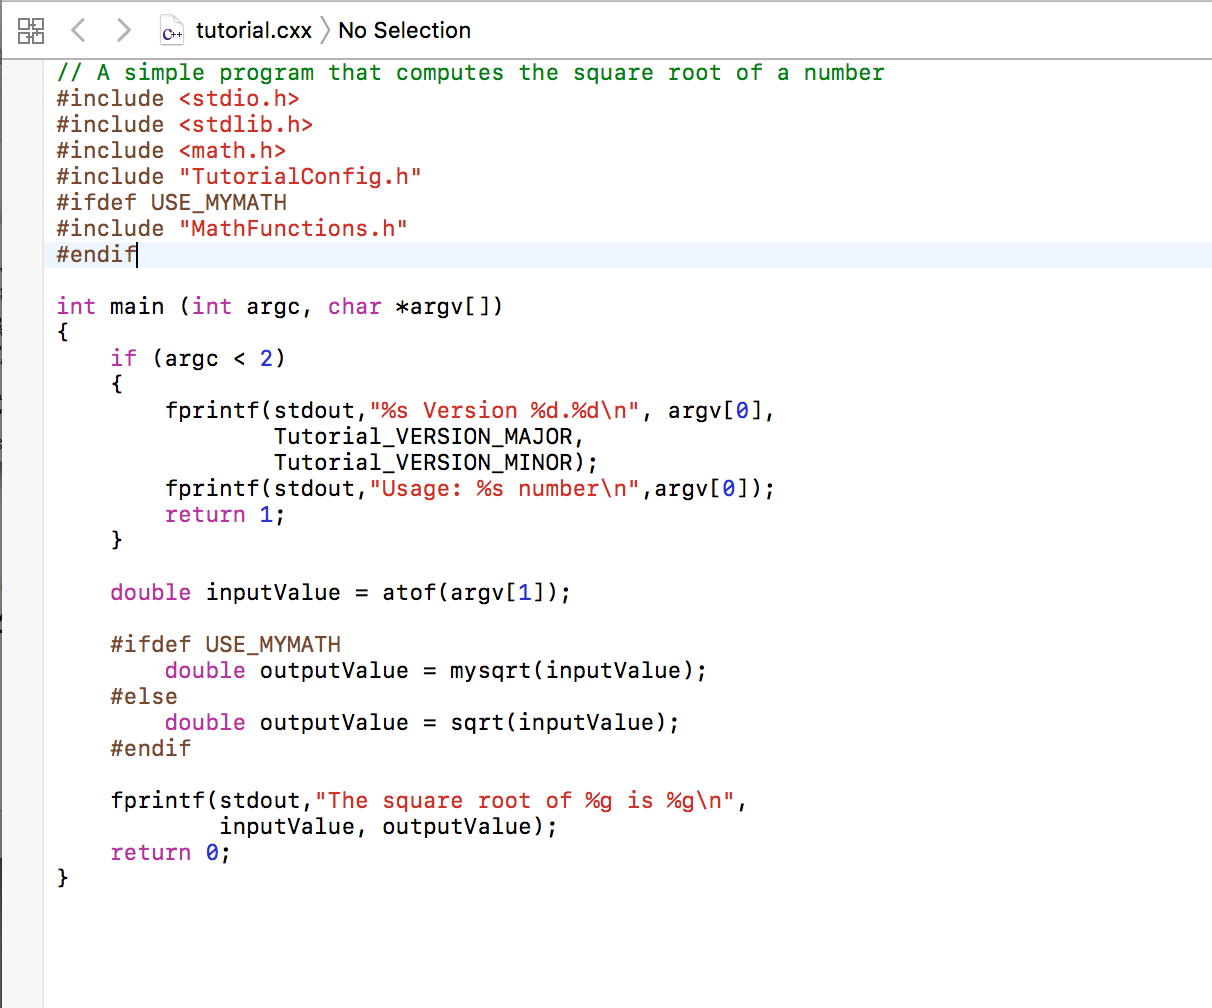 C++ tutorial.cxx No Selection
// A simple program that computes the square root of a number
#include <stdio.h>
#include <stdlib.h>
#include <math.h>
#include "TutorialConfig.h"
#ifdef USE_MYMATH
#include "MathFunctions.h"
#endif
int main (int argc, char *argv[])
{
    if (argc < 2)
    {
        fprintf(stdout,"%s Version %d.%d\n", argv[0],
                Tutorial_VERSION_MAJOR,
                Tutorial_VERSION_MINOR);
        fprintf(stdout,"Usage: %s number\n",argv[0]);
        return 1;
    }
    double inputValue = atof(argv[1]);
    #ifdef USE_MYMATH
        double outputValue = mysqrt(inputValue);
    #else
        double outputValue = sqrt(inputValue);
    #endif
    fprintf(stdout,"The square root of %g is %g\n",
            inputValue, outputValue);
    return 0;
}